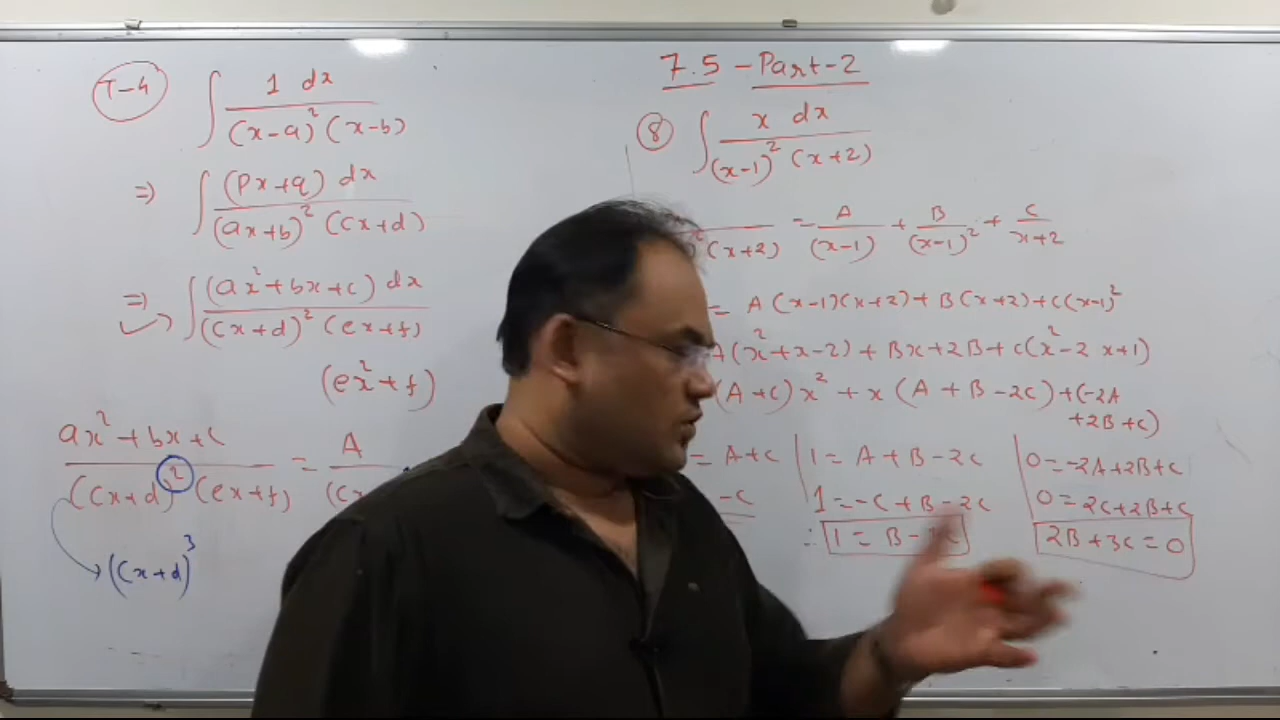 T-4
∫ 1 dx / (x-a)² (x-b)
⇒ ∫ (px+q) dx / (ax+b)² (cx+d)
⇒ ∫ (ax²+bx+c) dx / (cx+d)² (ex+f)
(ex²+f)
ax²+bx+c / (cx+d)² (ex+f) = A / (cx
(cx+d)³
7.5 - Part-2
⑧ ∫ x dx / (x-1)² (x+2)
(x+2) = A/(x-1) + B/(x-1)² + C/x+2
= A(x-1)(x+2) + B(x+2) + C(x-1)²
A(x²+x-2) + Bx+2B + C(x²-2x+1)
(A+C)x² + x(A+B-2C) + (-2A
+2B+C)
= A+C
-C
1 = A+B-2C
1 = -C+B-2C
∴ 1 = B-
0 = -2A+2B+C
0 = 2C+2B+C
2B+3C = 0